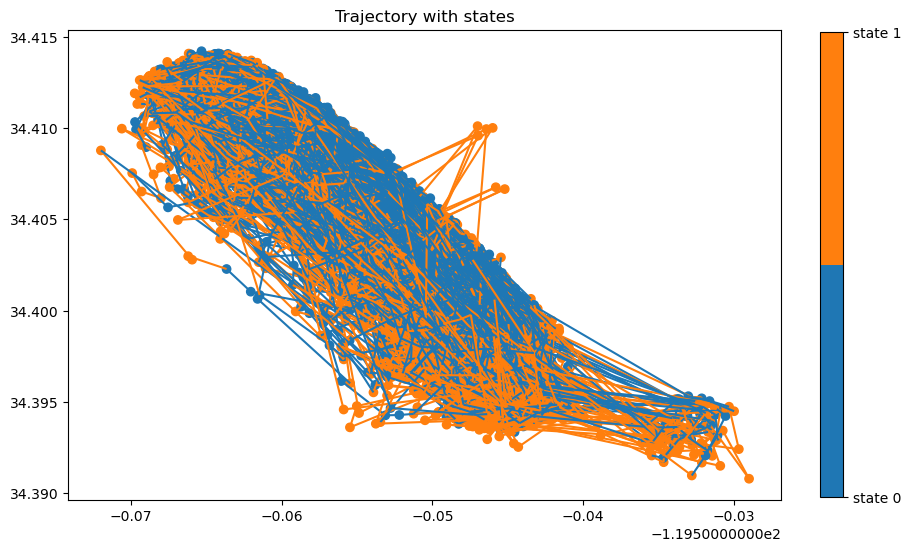 Trajectory with states
34.415
34.410
34.405
34.400
34.395
34.390
−0.07
−0.06
−0.05
−0.04
−0.03
−1.1950000000e2
state 1
state 0